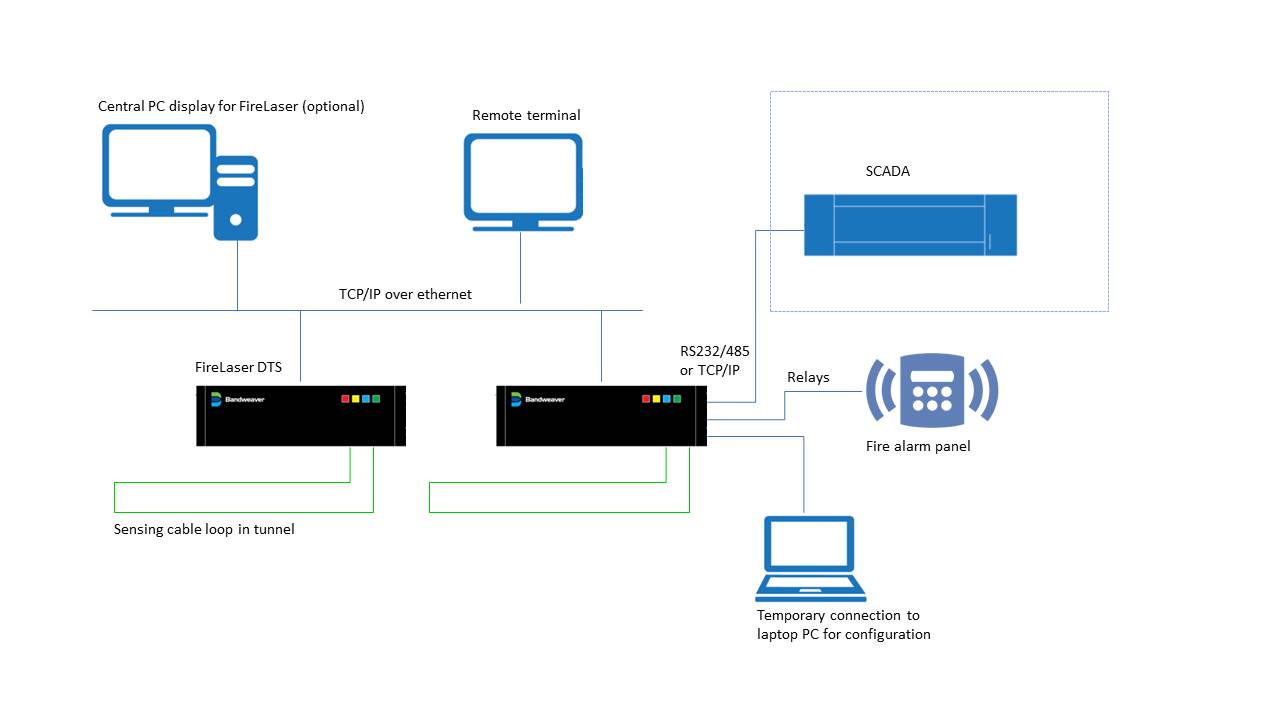 Central PC display for FireLaser (optional)
Remote terminal
SCADA
TCP/IP over ethernet
RS232/485
or TCP/IP
FireLaser DTS
Relays
Bandweaver
Bandweaver
Fire alarm panel
Sensing cable loop in tunnel
Temporary connection to
laptop PC for configuration